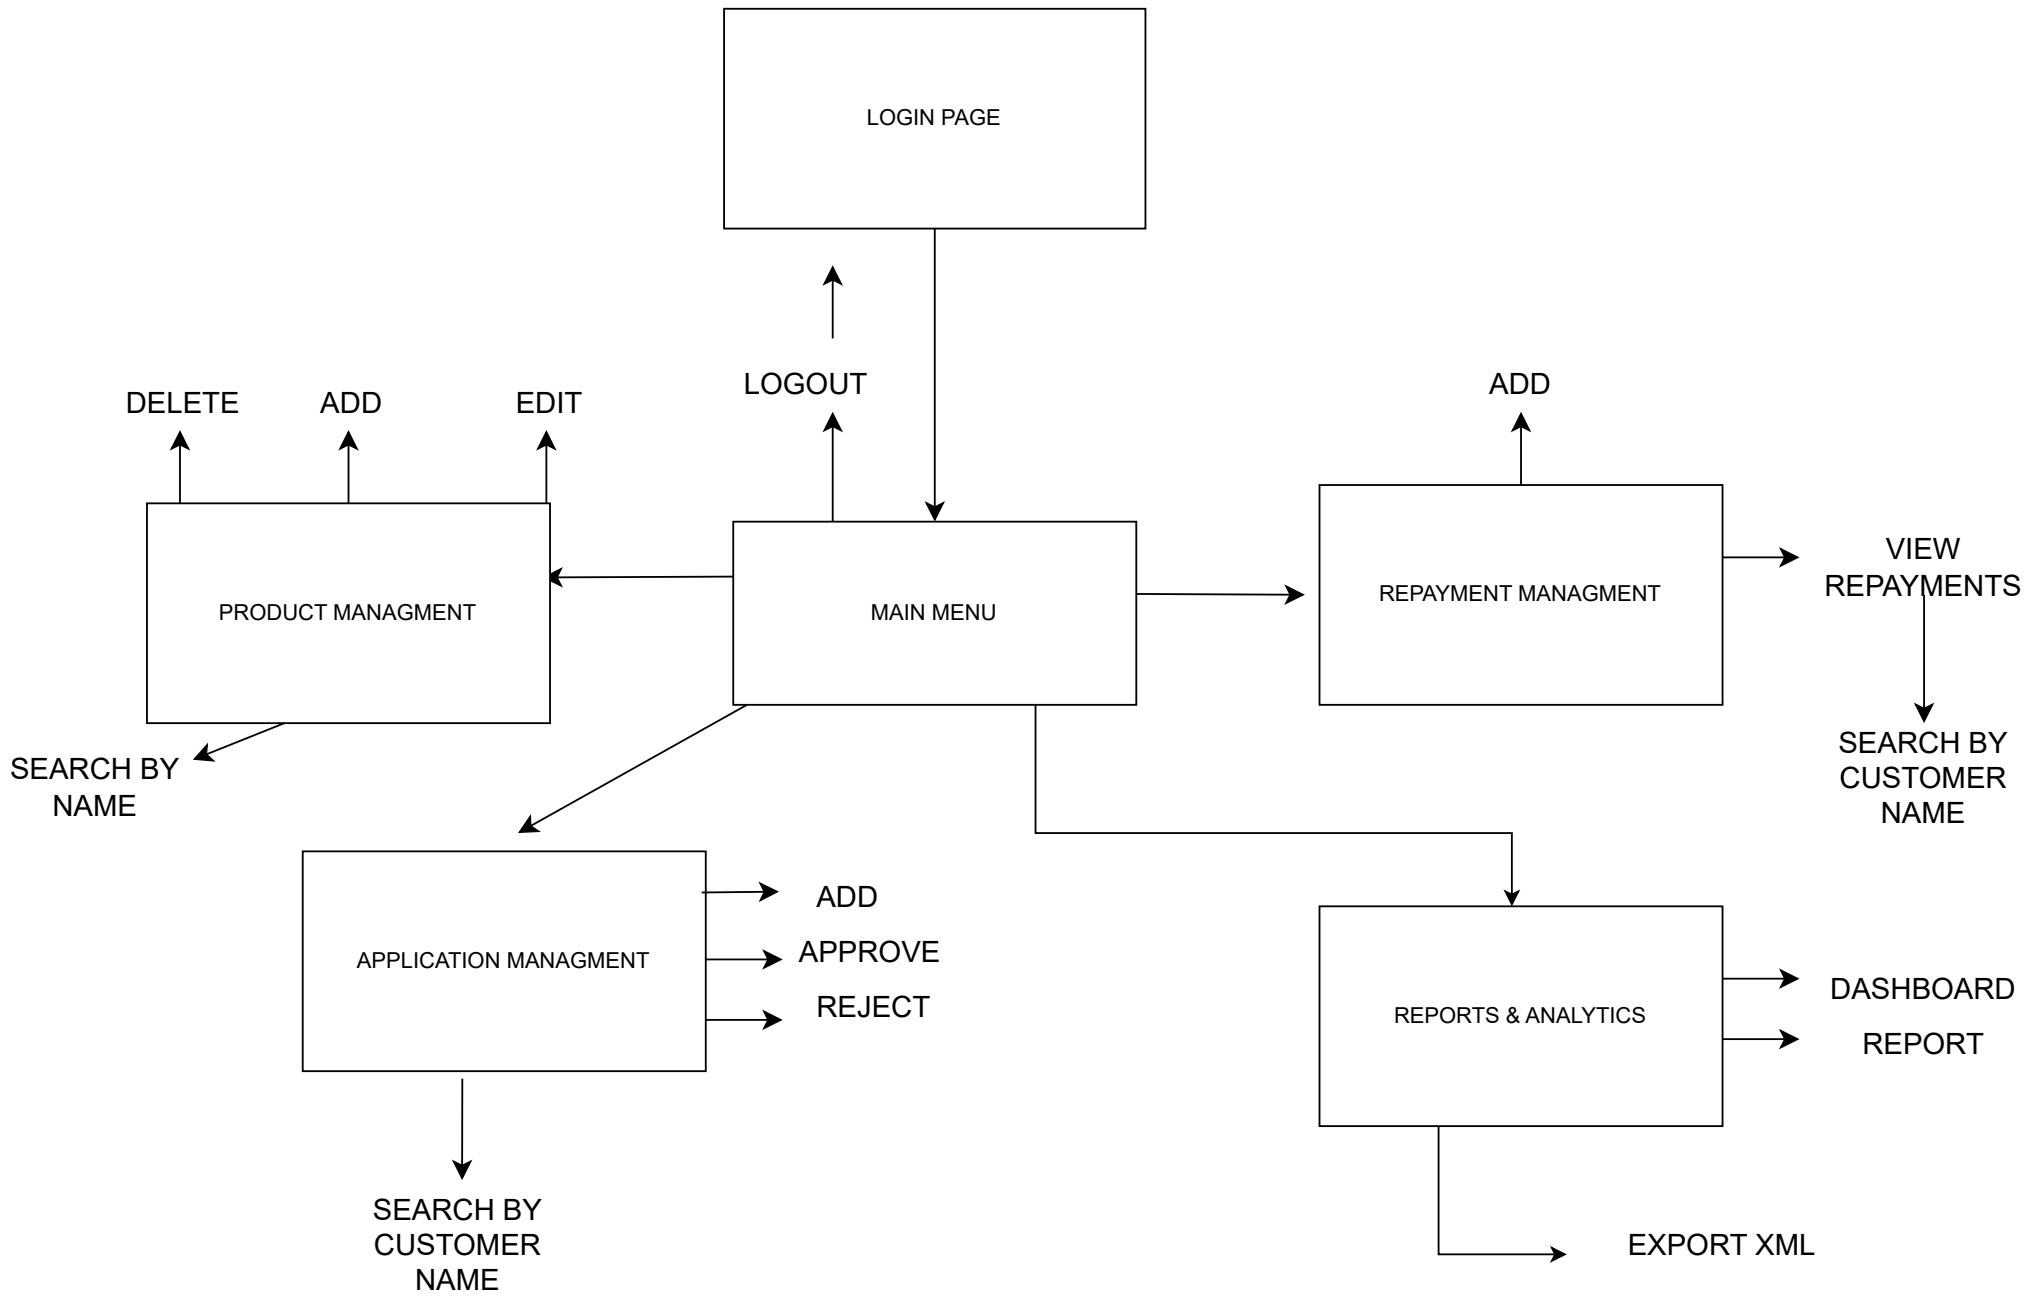 LOGIN PAGE
LOGOUT
DELETE
ADD
EDIT
ADD
PRODUCT MANAGMENT
MAIN MENU
REPAYMENT MANAGMENT
VIEW
REPAYMENTS
SEARCH BY
NAME
SEARCH BY
CUSTOMER
NAME
APPLICATION MANAGMENT
ADD
APPROVE
REJECT
REPORTS & ANALYTICS
DASHBOARD
REPORT
SEARCH BY
CUSTOMER
NAME
EXPORT XML